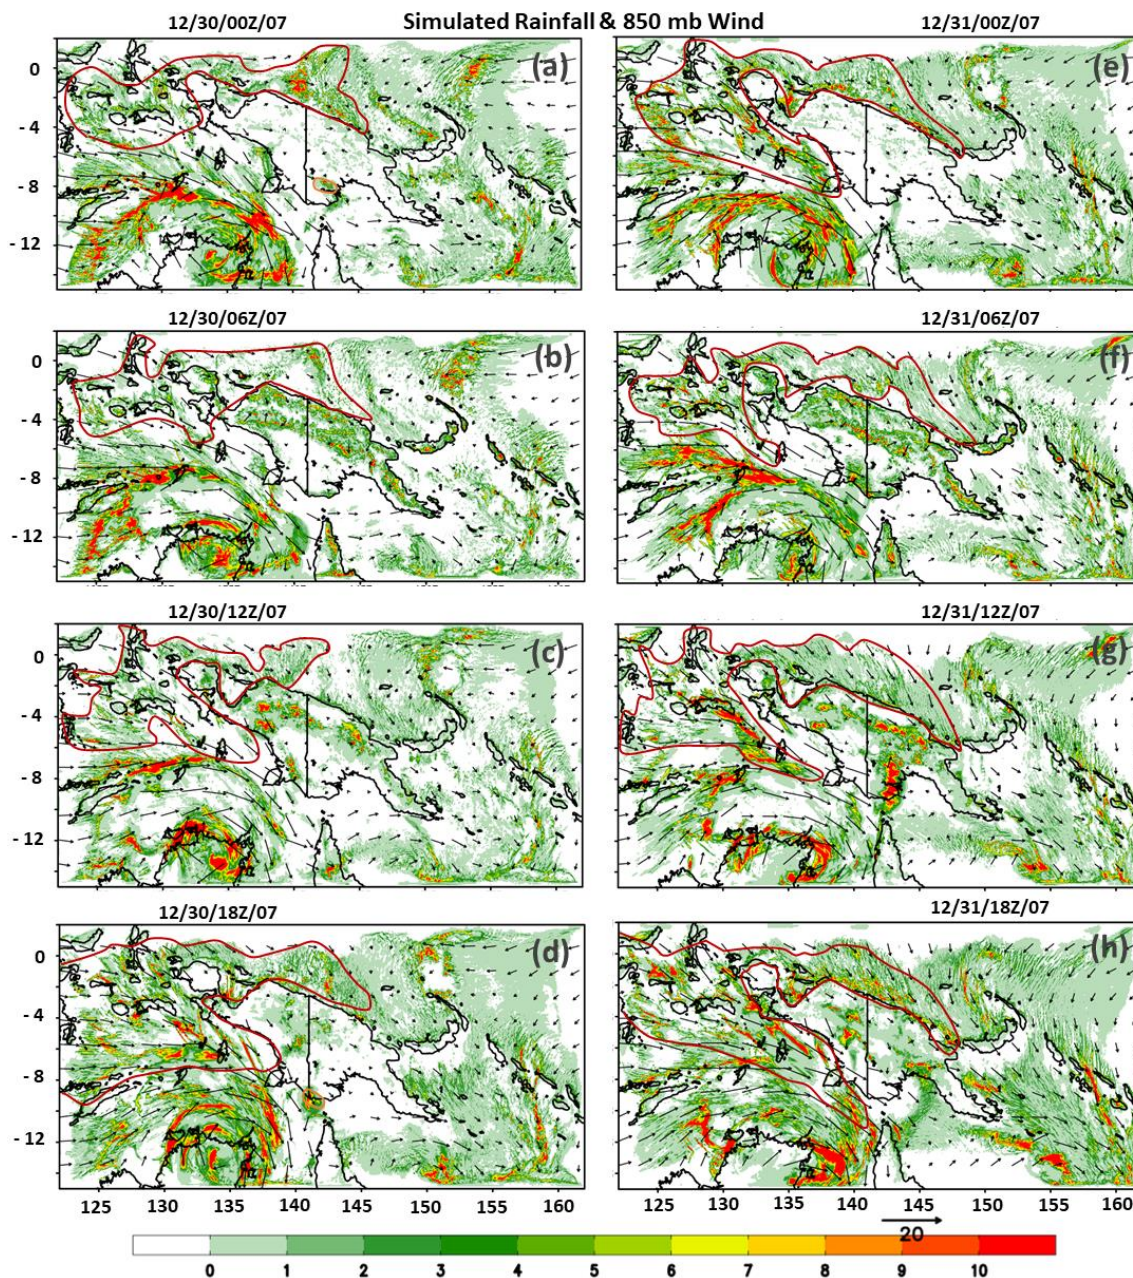 Simulated Rainfall & 850 mb Wind
12/30/00Z/07
12/31/00Z/07
0
- 4
- 8
- 12
(a)
(e)
12/30/06Z/07
12/31/06Z/07
0
- 4
- 8
- 12
(b)
(f)
12/30/12Z/07
12/31/12Z/07
0
- 4
- 8
- 12
(c)
(g)
12/30/18Z/07
12/31/18Z/07
0
- 4
- 8
- 12
(d)
(h)
125 130 135 140 145 150 155 160
125 130 135 140 145 150 155 160
20
0 1 2 3 4 5 6 7 8 9 10